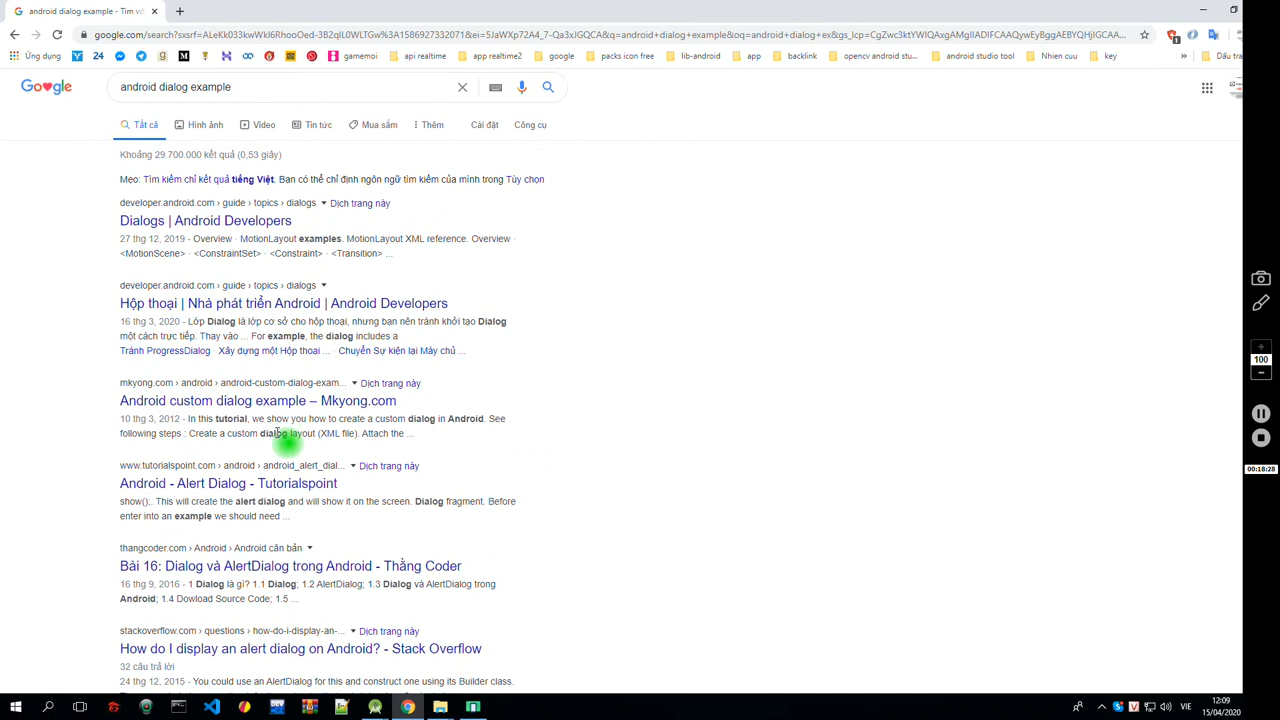 android dialog example - Tìm vớ
google.com/search?sxsrf=ALeKk033kwWkl6RhooOed-3B2qIL0WLTGw%3A1586927332071&ei=5JaWXp72A4_7-Qa3xJGQCA&q=android+dialog+example&oq=android+dialog+ex&gs_lcp=CgZwc3ktYWIQAxgAMgIIADIFCAAQywEyBggAEBYQHjIGCAA...
Ứng dụng 24 gamemoi api realtime app realtime2 google packs icon free lib-android app backlink opencv android stu... android studio tool Nhien cuu key » Dấu tra
Google
android dialog example
Tất cả Hình ảnh Video Tin tức Mua sắm Thêm Cài đặt Công cụ
Khoảng 29.700.000 kết quả (0,53 giây)
Mẹo: Tìm kiếm chỉ kết quả tiếng Việt. Bạn có thể chỉ định ngôn ngữ tìm kiếm của mình trong Tùy chọn
developer.android.com › guide › topics › dialogs ▾ Dịch trang này
Dialogs | Android Developers
27 thg 12, 2019 - Overview · MotionLayout examples. MotionLayout XML reference. Overview ·
<MotionScene> · <ConstraintSet> · <Constraint> · <Transition> ...
developer.android.com › guide › topics › dialogs ▾
Hộp thoại | Nhà phát triển Android | Android Developers
16 thg 3, 2020 - Lớp Dialog là lớp cơ sở cho hộp thoại, nhưng bạn nên tránh khởi tạo Dialog
một cách trực tiếp. Thay vào ... For example, the dialog includes a
Tránh ProgressDialog · Xây dựng một Hộp thoại ... · Chuyển Sự kiện lại Máy chủ ...
mkyong.com › android › android-custom-dialog-exam... ▾ Dịch trang này
Android custom dialog example – Mkyong.com
10 thg 3, 2012 - In this tutorial, we show you how to create a custom dialog in Android. See
following steps : Create a custom dialog layout (XML file). Attach the ...
www.tutorialspoint.com › android › android_alert_dial... ▾ Dịch trang này
Android - Alert Dialog - Tutorialspoint
show();. This will create the alert dialog and will show it on the screen. Dialog fragment. Before
enter into an example we should need ...
thangcoder.com › Android › Android căn bản ▾
Bài 16: Dialog và AlertDialog trong Android - Thằng Coder
16 thg 9, 2016 - 1 Dialog là gì? 1.1 Dialog; 1.2 AlertDialog; 1.3 Dialog và AlertDialog trong
Android; 1.4 Dowload Source Code; 1.5 ...
stackoverflow.com › questions › how-do-i-display-an-... ▾ Dịch trang này
How do I display an alert dialog on Android? - Stack Overflow
32 câu trả lời
24 thg 12, 2015 - You could use an AlertDialog for this and construct one using its Builder class.
100
00:18:28
VIE
12:09
15/04/2020